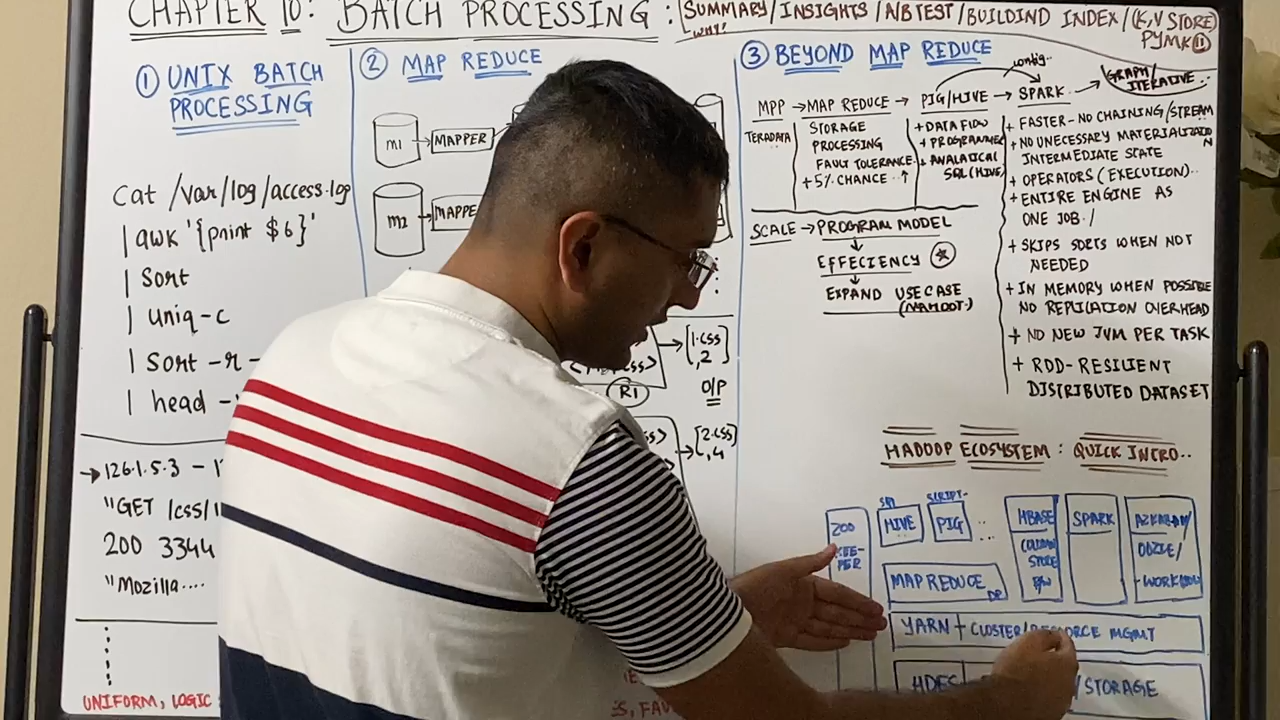 CHAPTER 10: BATCH PROCESSING:
SUMMARY/INSIGHTS/A/BTEST/BUILDIND INDEX/(K,V STORE)
WHY?
PYMK 11
① UNIX BATCH
PROCESSING
cat /var/log/access.log
| awk '{print $6}'
| sort
| uniq-c
| sort -r -
| head -
126.1.5.3 -
"GET /css/
200 3344
"Mozilla....
UNIFORM, LOGIC
② MAP REDUCE
m1
MAPPER
m2
MAPPE
[1.css
,2]
R1
O/P
[2.css]
,4
③ BEYOND MAP REDUCE
config..
MPP → MAP REDUCE → PIG/HIVE → SPARK → GRAPH/
ITERATIVE..
TERADATA
STORAGE
PROCESSING
FAULT TOLERANCE.
+5% CHANCE ..↑
+ DATA FLOW
+ PROGRAMME
+ ANALATICAL
SQL (HIVE)
+ FASTER - NO CHAINING/STREAM
+ NO UNECESSARY MATERIALIZATIO
N
INTERMEDIATE STATE
+ OPERATORS (EXECUTION)..
+ ENTIRE ENGINE AS
ONE JOB. /
+ SKIPS SORTS WHEN NOT
NEEDED
+ IN MEMORY WHEN POSSIBLE
NO REPLICATION OVERHEAD
+ NO NEW JVM PER TASK
+ RDD-RESILIENT
DISTRIBUTED DATASET
SCALE → PROGRAM MODEL
EFFECIENCY
EXPAND USECASE
(MAHOOT.)
HADOOP ECOSYSTEM : QUICK INTRO..
ZOO
KEE-
PER
SQL
HIVE
SCRIPT-
PIG
..
HBASE
COLUMN
STORE
R/W
SPARK
AZKABAN/
OOZIE/
-WORKFLOW
MAP REDUCE
YARN + CLUSTER/RESOURCE MGMT
HDFS
/STORAGE